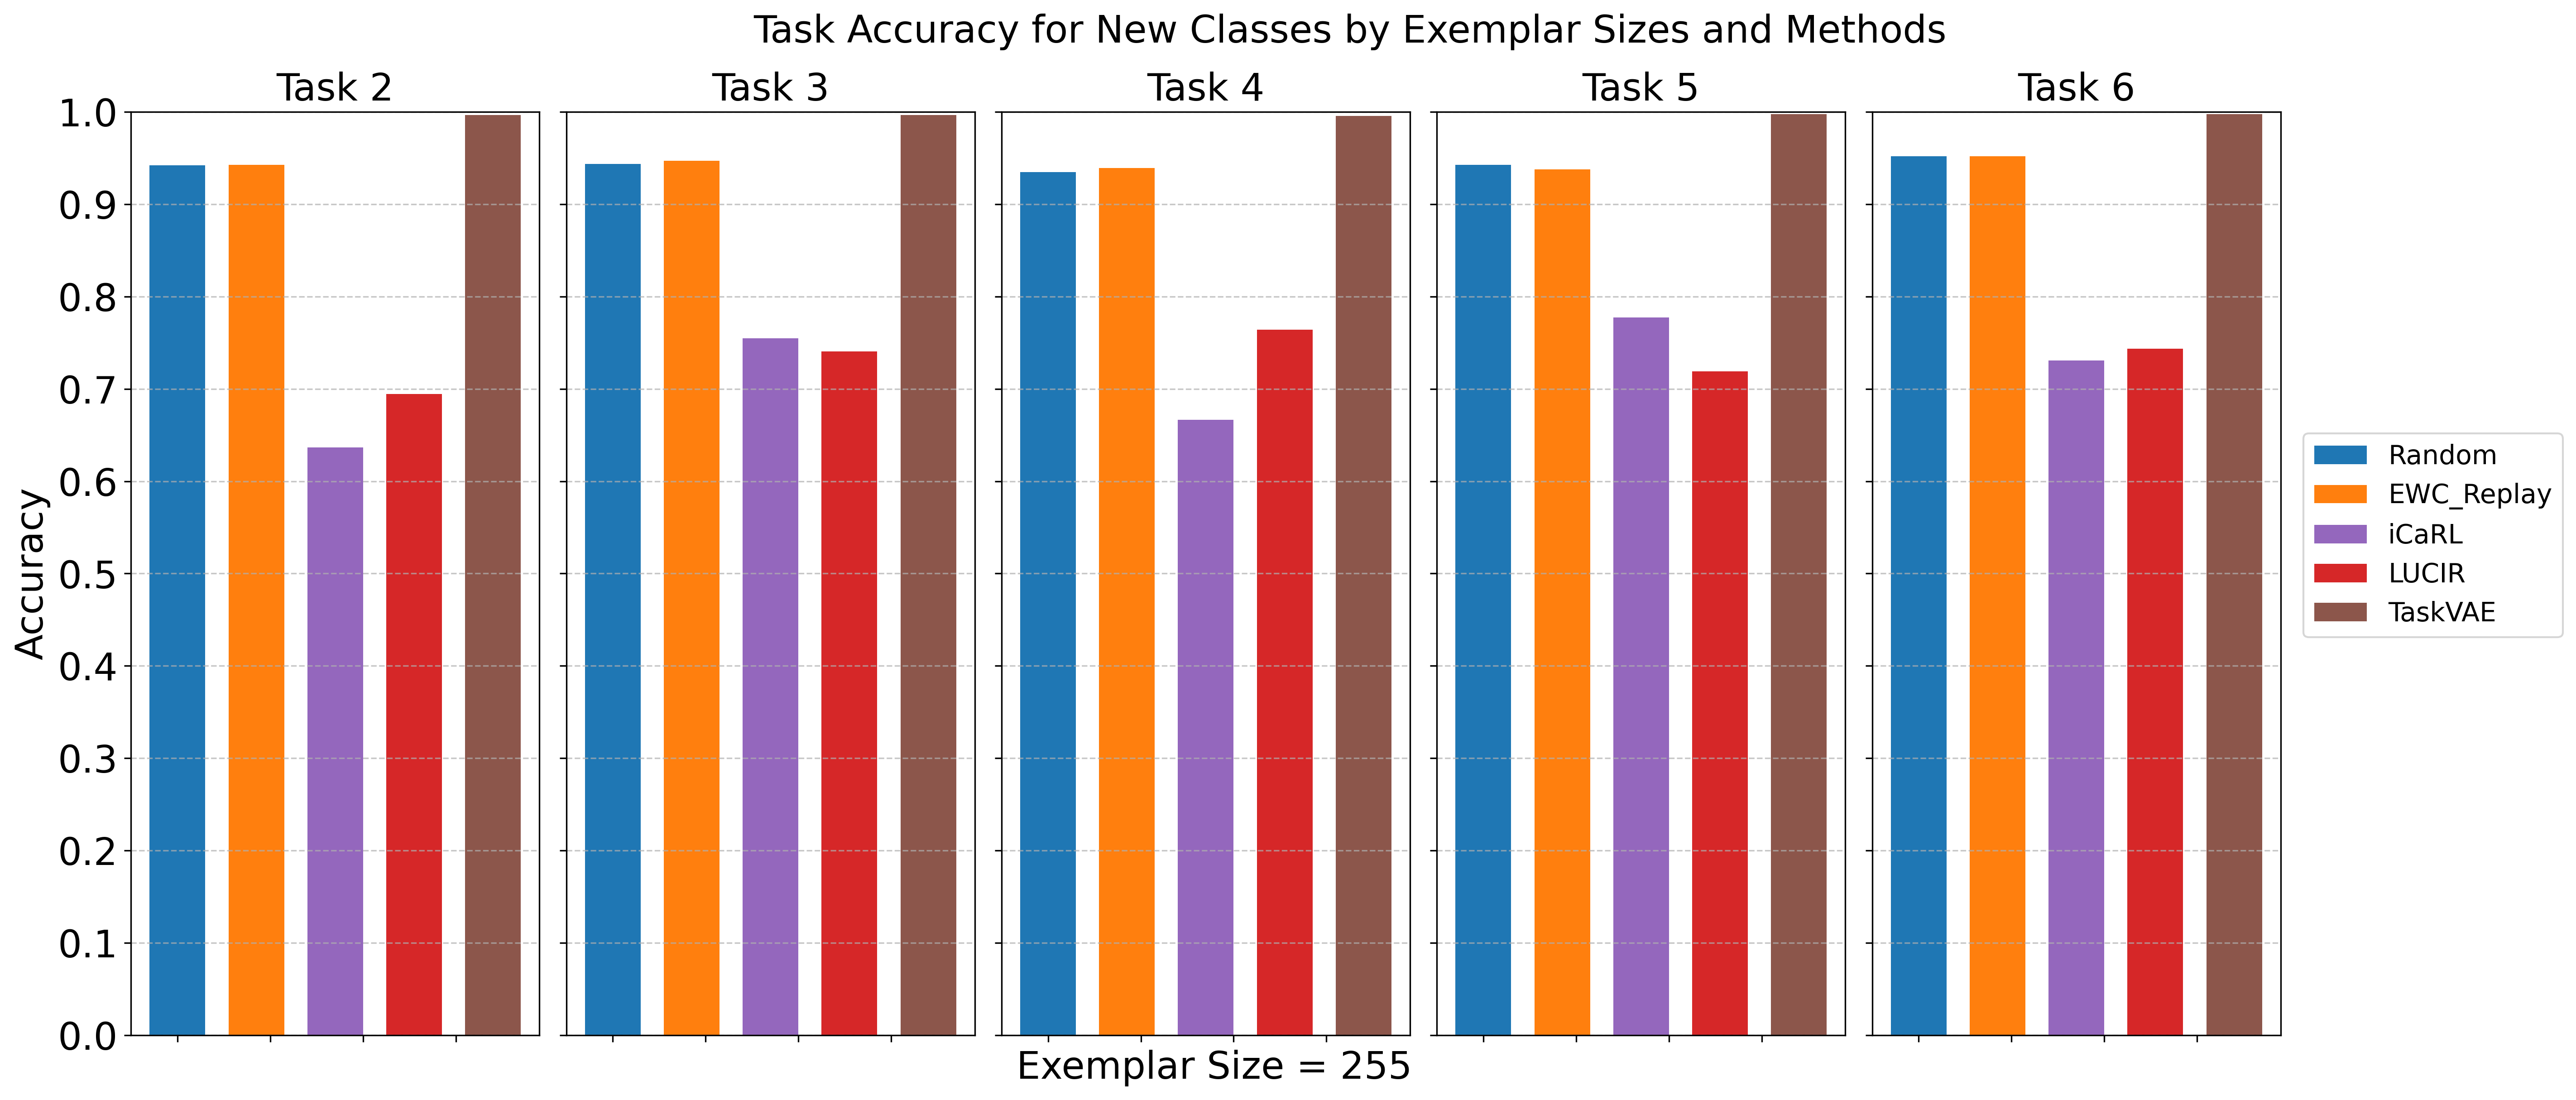 Task Accuracy for New Classes by Exemplar Sizes and Methods
Task 2
Task 3
Task 4
Task 5
Task 6
1.0
0.9
0.8
0.7
0.6
0.5
0.4
0.3
0.2
0.1
0.0
Accuracy
Exemplar Size = 255
Random
EWC_Replay
iCaRL
LUCIR
TaskVAE